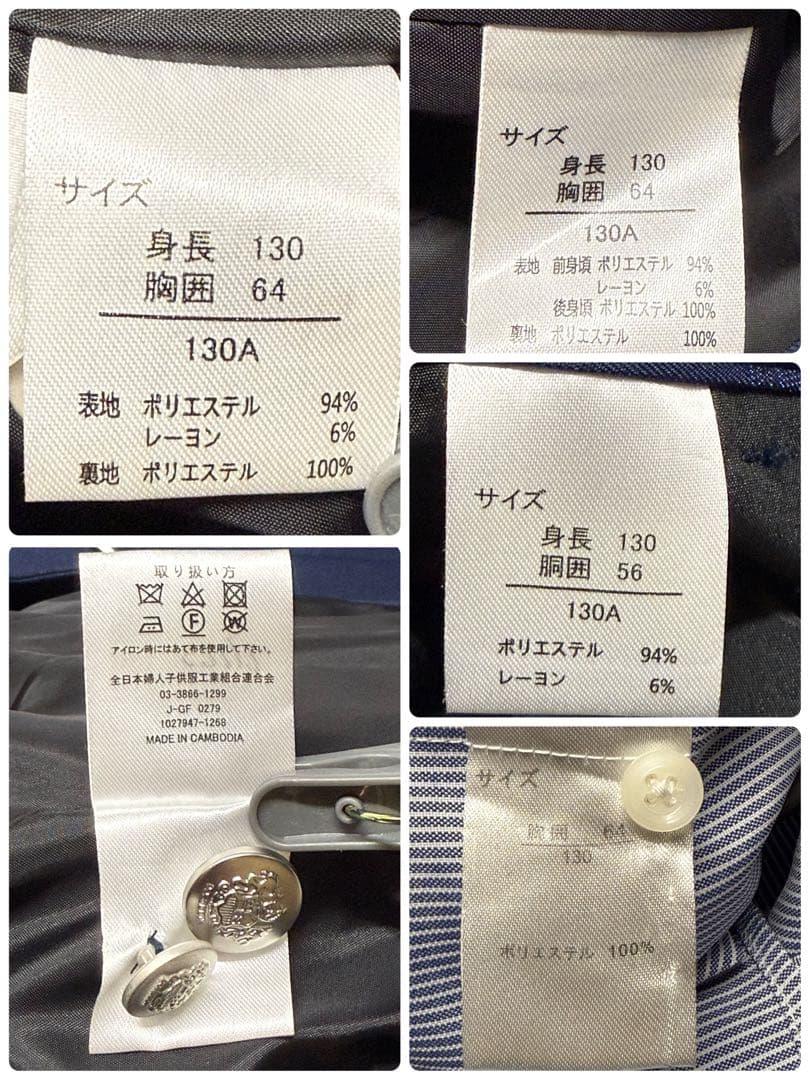 サイズ
身長 130
胸囲 64
130A
表地 ポリエステル 94%
レーヨン 6%
裏地 ポリエステル 100%
サイズ
身長 130
胸囲 64
130A
表地 前身頃 ポリエステル 94%
レーヨン 6%
後身頃 ポリエステル 100%
裏地 ポリエステル 100%
サイズ
身長 130
胴囲 56
130A
ポリエステル 94%
レーヨン 6%
取り扱い方
F
W
アイロン時にはあて布を使用して下さい。
全日本婦人子供服工業組合連合会
03-3866-1299
J-GF 0279
1027947-1268
MADE IN CAMBODIA
サイズ
胸囲 64
130
ポリエステル 100%